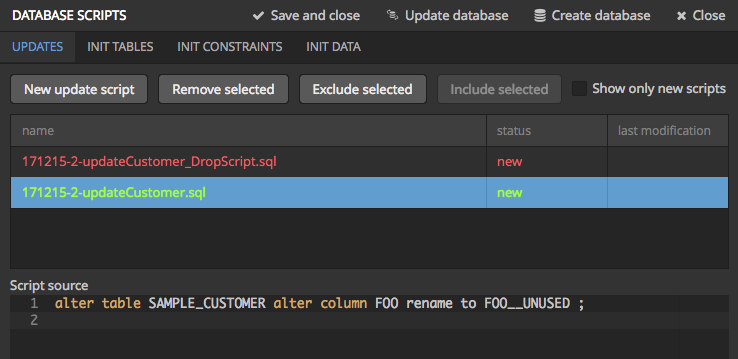 DATABASE SCRIPTS Save and close Update database Create database Close
UPDATES INIT TABLES INIT CONSTRAINTS INIT DATA
New update script Remove selected Exclude selected Include selected Show only new scripts
name status last modification
171215-2-updateCustomer_DropScript.sql new
171215-2-updateCustomer.sql new
Script source
1 alter table SAMPLE_CUSTOMER alter column FOO rename to FOO__UNUSED ;
2